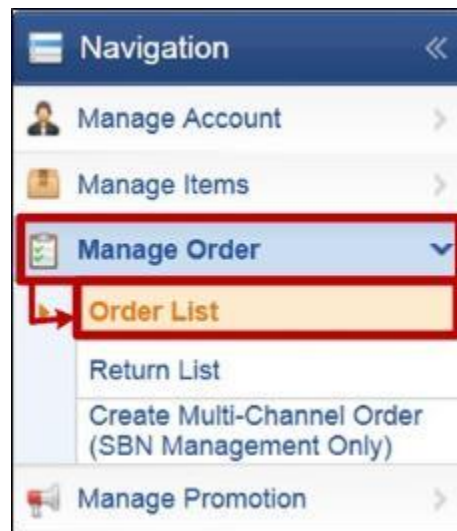 Navigation
Manage Account
Manage Items
Manage Order
Order List
Return List
Create Multi-Channel Order
(SBN Management Only)
Manage Promotion